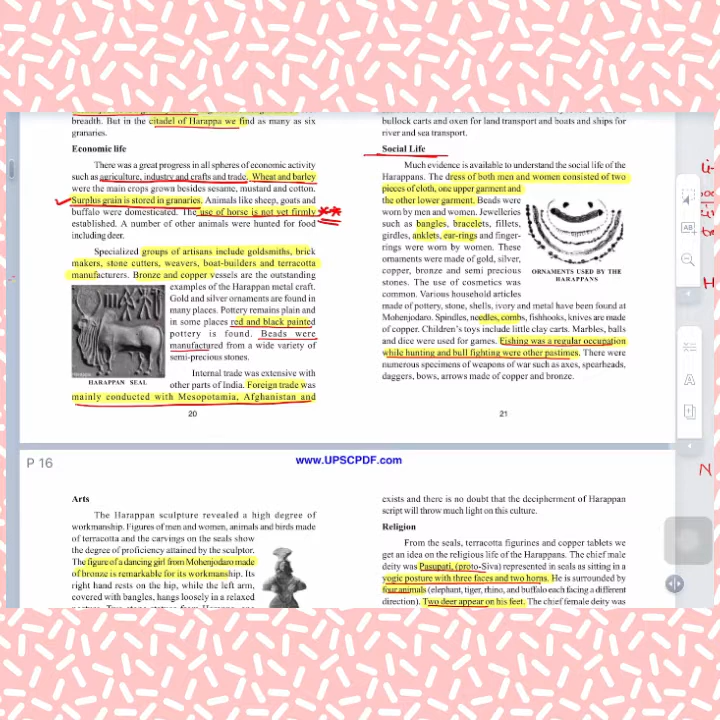 breadth. But in the citadel of Harappa we find as many as six
granaries.
Economic life
There was a great progress in all spheres of economic activity
such as agriculture, industry and crafts and trade. Wheat and barley
were the main crops grown besides sesame, mustard and cotton.
Surplus grain is stored in granaries. Animals like sheep, goats and
buffalo were domesticated. The use of horse is not yet firmly
established. A number of other animals were hunted for food
including deer.
Specialized groups of artisans include goldsmiths, brick
makers, stone cutters, weavers, boat-builders and terracotta
manufacturers. Bronze and copper vessels are the outstanding
examples of the Harappan metal craft.
Gold and silver ornaments are found in
many places. Pottery remains plain and
in some places red and black painted
pottery is found. Beads were
manufactured from a wide variety of
semi-precious stones.
HARAPPAN SEAL
Internal trade was extensive with
other parts of India. Foreign trade was
mainly conducted with Mesopotamia, Afghanistan and
20
bullock carts and oxen for land transport and boats and ships for
river and sea transport.
Social Life
Much evidence is available to understand the social life of the
Harappans. The dress of both men and women consisted of two
pieces of cloth, one upper garment and
the other lower garment. Beads were
worn by men and women. Jewelleries
such as bangles, bracelets, fillets,
girdles, anklets, ear-rings and finger-
rings were worn by women. These
ornaments were made of gold, silver,
copper, bronze and semi precious
stones. The use of cosmetics was
common. Various household articles
ORNAMENTS USED BY THE
HARAPPANS
made of pottery, stone, shells, ivory and metal have been found at
Mohenjodaro. Spindles, needles, combs, fishhooks, knives are made
of copper. Children's toys include little clay carts. Marbles, balls
and dice were used for games. Fishing was a regular occupation
while hunting and bull fighting were other pastimes. There were
numerous specimens of weapons of war such as axes, spearheads,
daggers, bows, arrows made of copper and bronze.
21
P 16
www.UPSCPDF.com
Arts
The Harappan sculpture revealed a high degree of
workmanship. Figures of men and women, animals and birds made
of terracotta and the carvings on the seals show
the degree of proficiency attained by the sculptor.
The figure of a dancing girl from Mohenjodaro made
of bronze is remarkable for its workmanship. Its
right hand rests on the hip, while the left arm,
covered with bangles, hangs loosely in a relaxed
exists and there is no doubt that the decipherment of Harappan
script will throw much light on this culture.
Religion
From the seals, terracotta figurines and copper tablets we
get an idea on the religious life of the Harappans. The chief male
deity was Pasupati, (proto-Siva) represented in seals as sitting in a
yogic posture with three faces and two horns. He is surrounded by
four animals (elephant, tiger, rhino, and buffalo each facing a different
direction). Two deer appear on his feet. The chief female deity was
AB
A
H
N